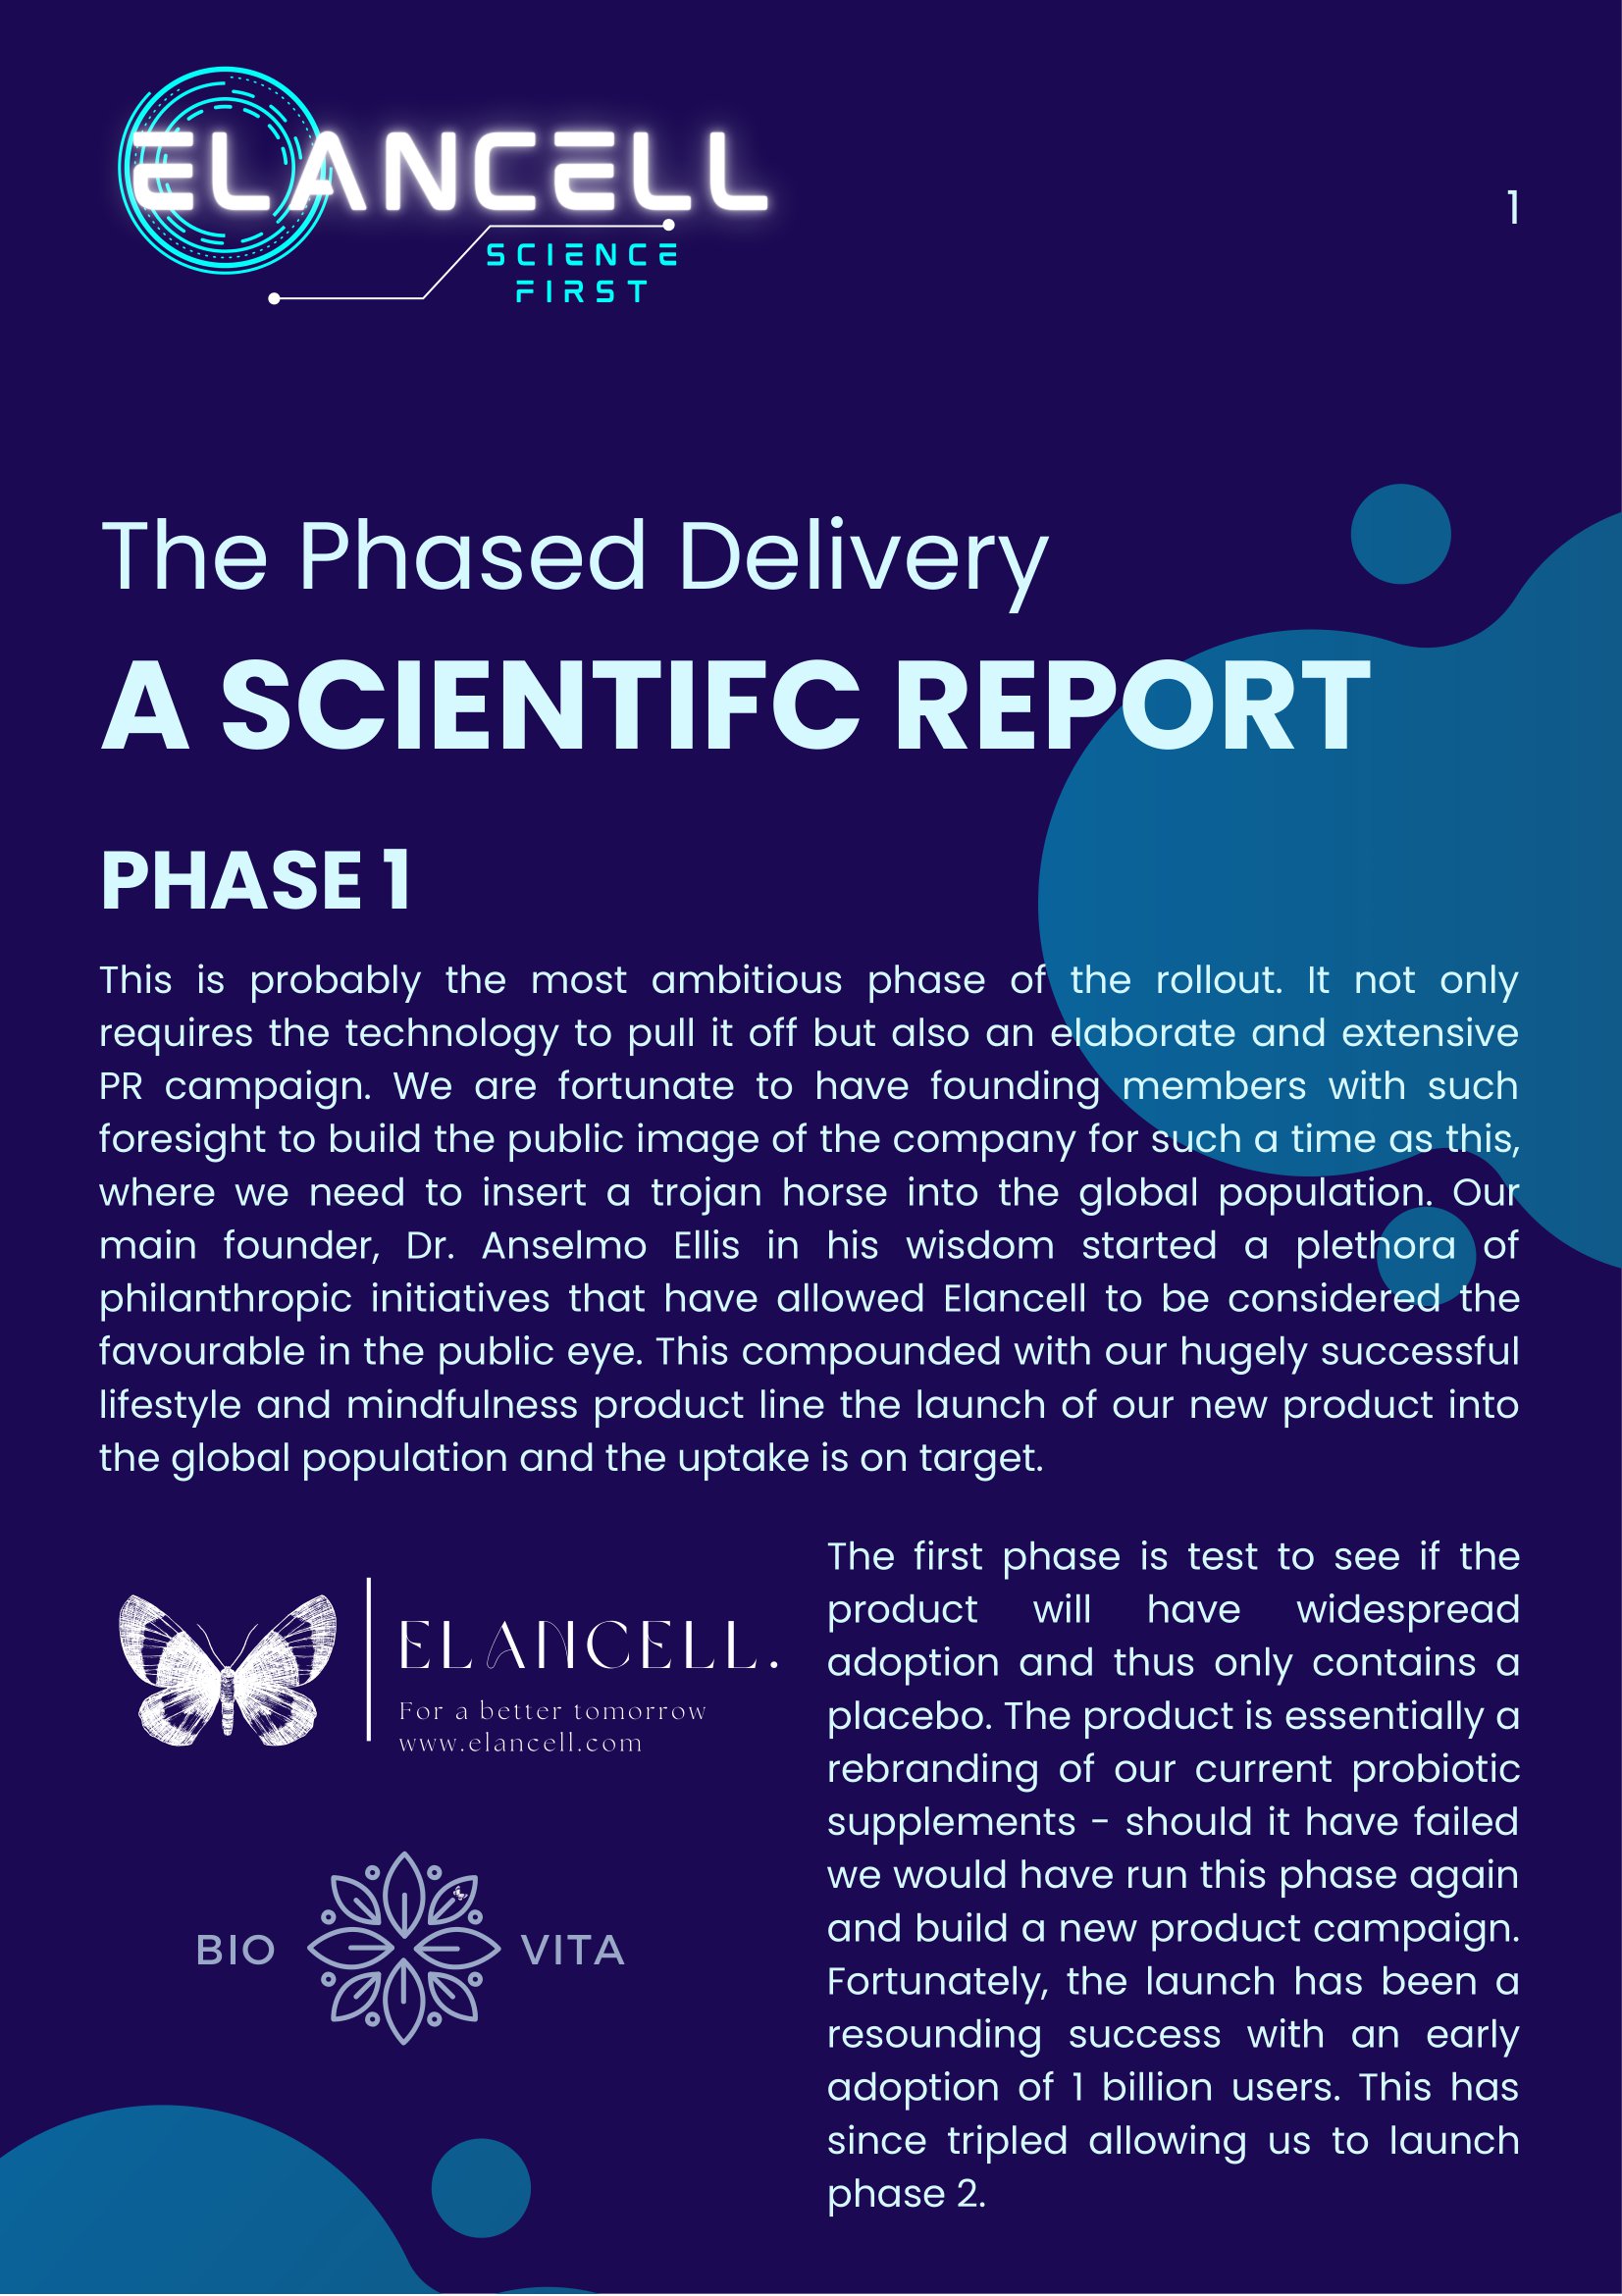 ELANCELL
SCIENCE
FIRST
1
The Phased Delivery
A SCIENTIFC REPORT
PHASE 1
This is probably the most ambitious phase of the rollout. It not only
requires the technology to pull it off but also an elaborate and extensive
PR campaign. We are fortunate to have founding members with such
foresight to build the public image of the company for such a time as this,
where we need to insert a trojan horse into the global population. Our
main founder, Dr. Anselmo Ellis in his wisdom started a plethora of
philanthropic initiatives that have allowed Elancell to be considered the
favourable in the public eye. This compounded with our hugely successful
lifestyle and mindfulness product line the launch of our new product into
the global population and the uptake is on target.
ELANCELL.
For a better tomorrow
www.elancell.com
BIO VITA
The first phase is test to see if the
product will have widespread
adoption and thus only contains a
placebo. The product is essentially a
rebranding of our current probiotic
supplements - should it have failed
we would have run this phase again
and build a new product campaign.
Fortunately, the launch has been a
resounding success with an early
adoption of 1 billion users. This has
since tripled allowing us to launch
phase 2.